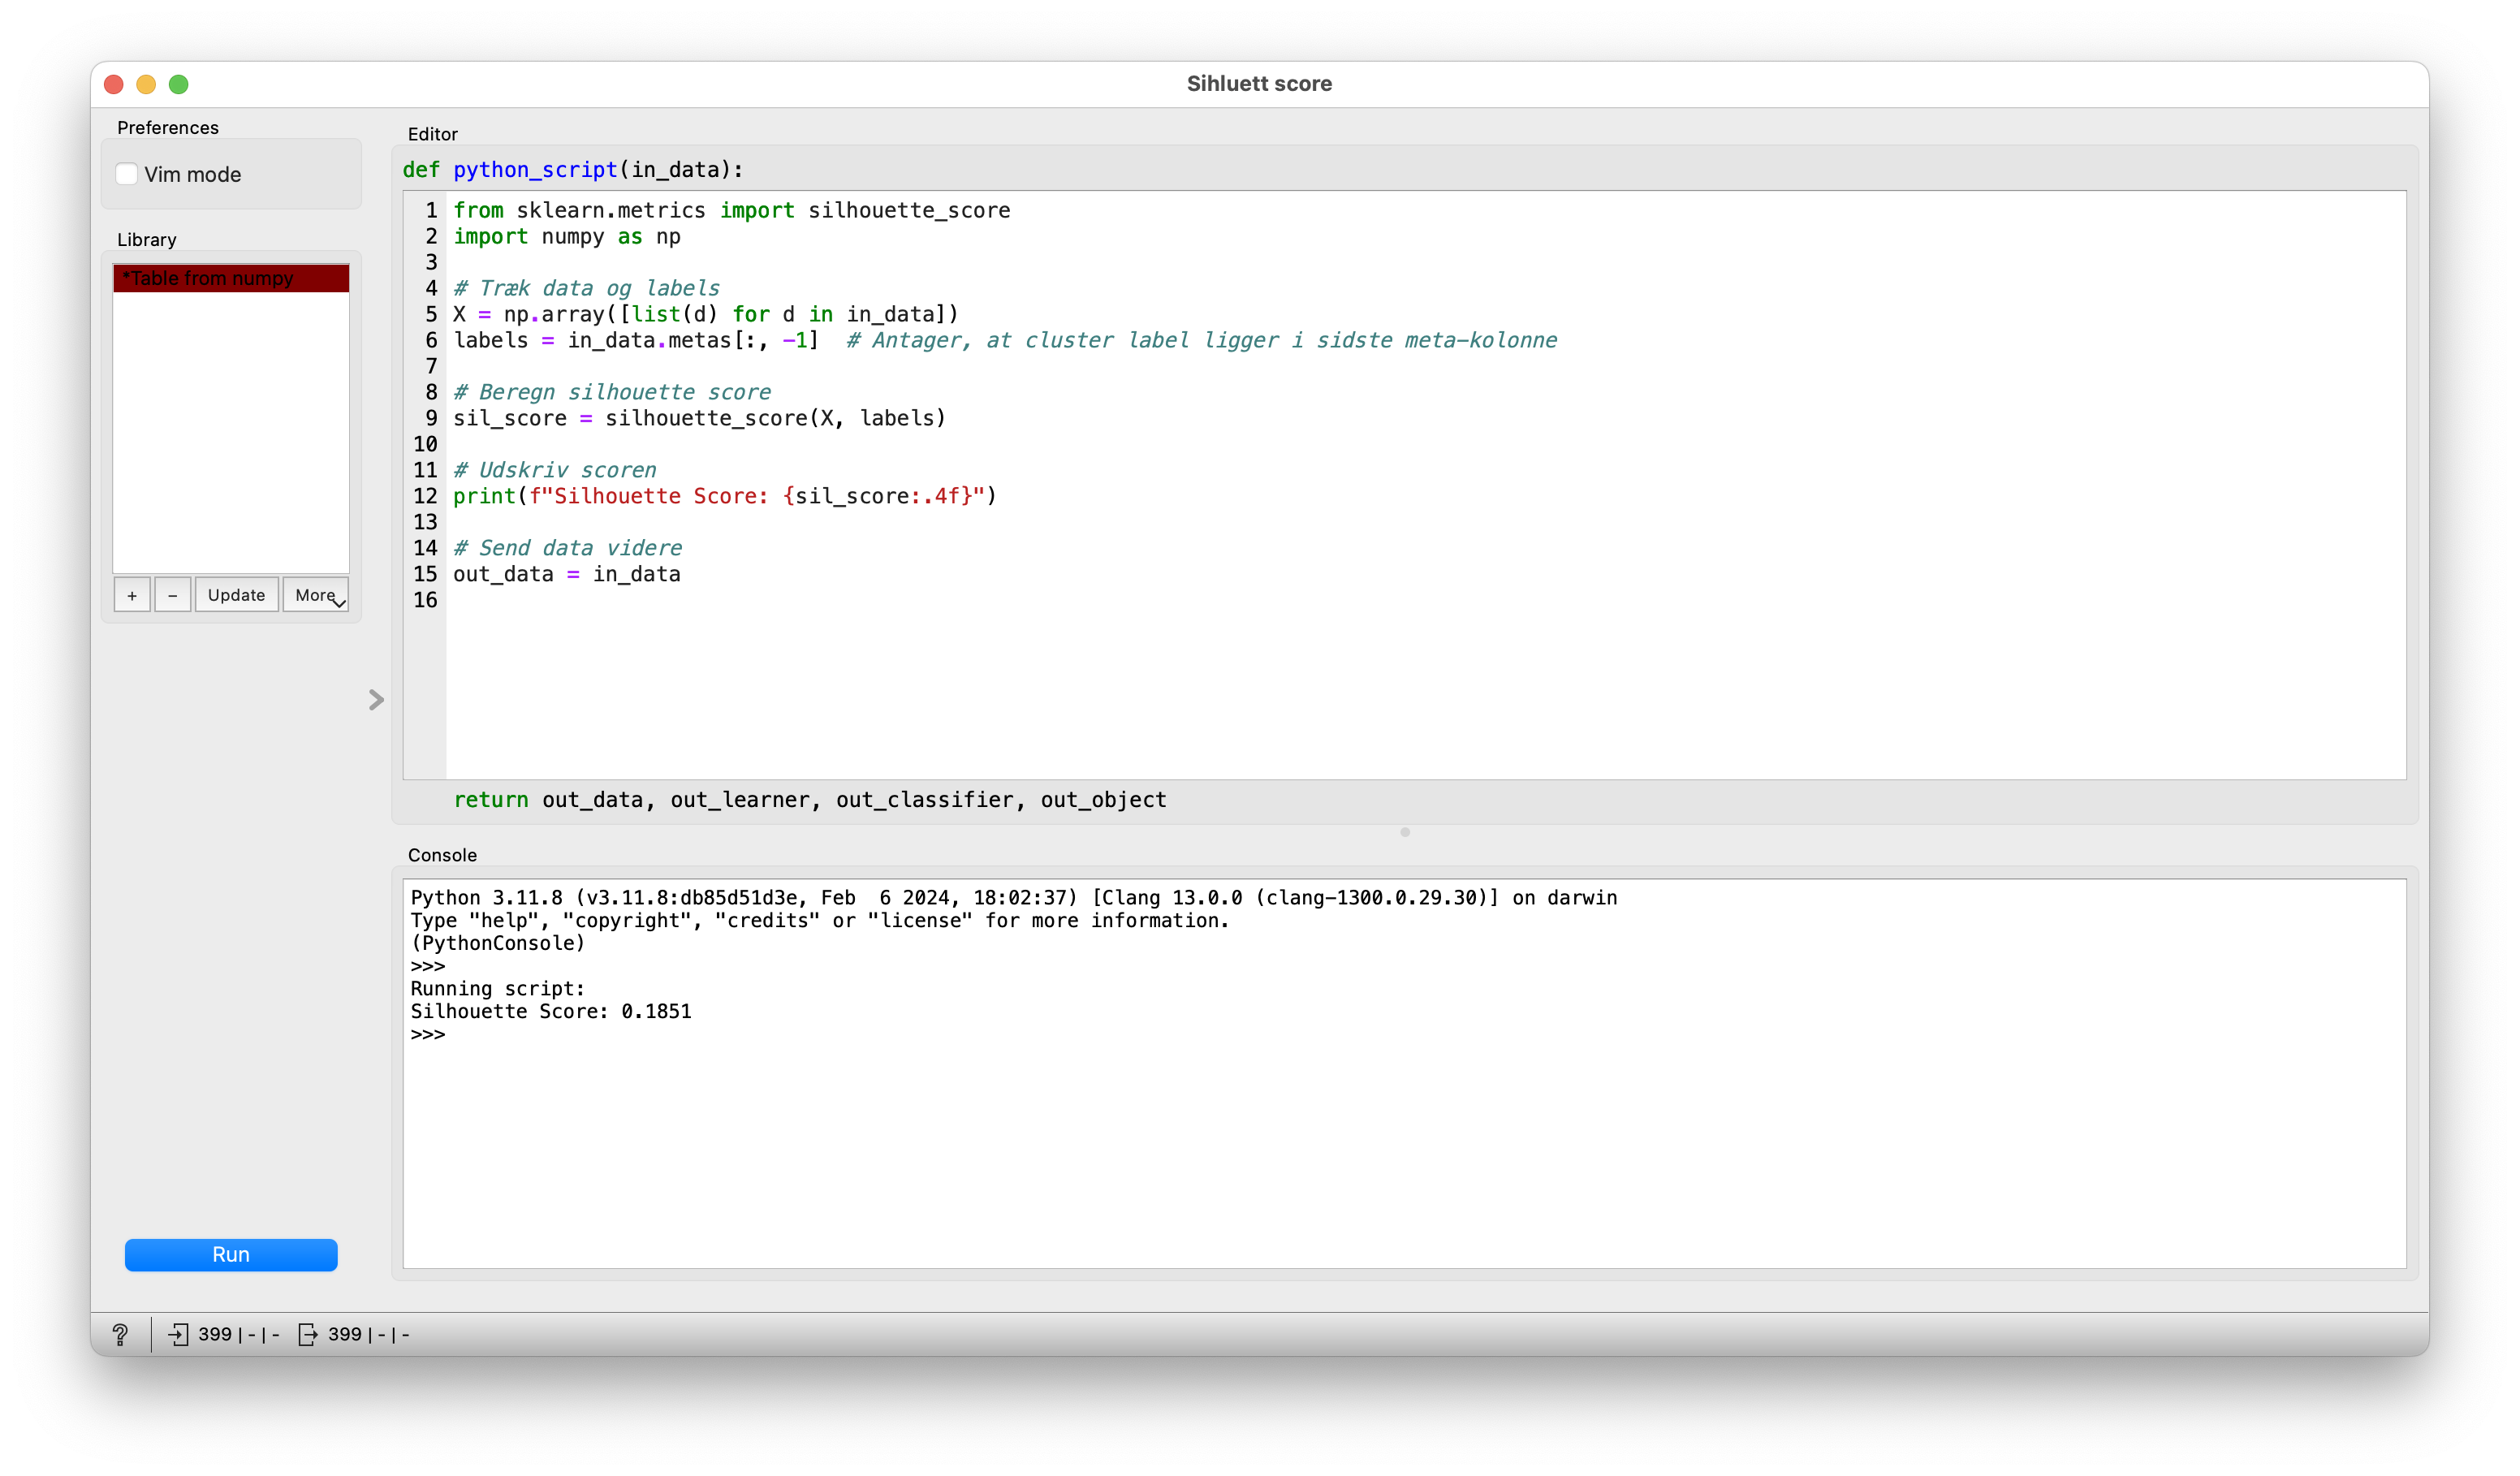 Sihluett score
Preferences
Vim mode
Library
*Table from numpy
+ − Update More
Run
Editor
def python_script(in_data):
1 from sklearn.metrics import silhouette_score
2 import numpy as np
3
4 # Træk data og labels
5 X = np.array([list(d) for d in in_data])
6 labels = in_data.metas[:, -1]  # Antager, at cluster label ligger i sidste meta-kolonne
7
8 # Beregn silhouette score
9 sil_score = silhouette_score(X, labels)
10
11 # Udskriv scoren
12 print(f"Silhouette Score: {sil_score:.4f}")
13
14 # Send data videre
15 out_data = in_data
16
return out_data, out_learner, out_classifier, out_object
Console
Python 3.11.8 (v3.11.8:db85d51d3e, Feb  6 2024, 18:02:37) [Clang 13.0.0 (clang-1300.0.29.30)] on darwin
Type "help", "copyright", "credits" or "license" for more information.
(PythonConsole)
>>>
Running script:
Silhouette Score: 0.1851
>>>
? 399|-|- 399|-|-